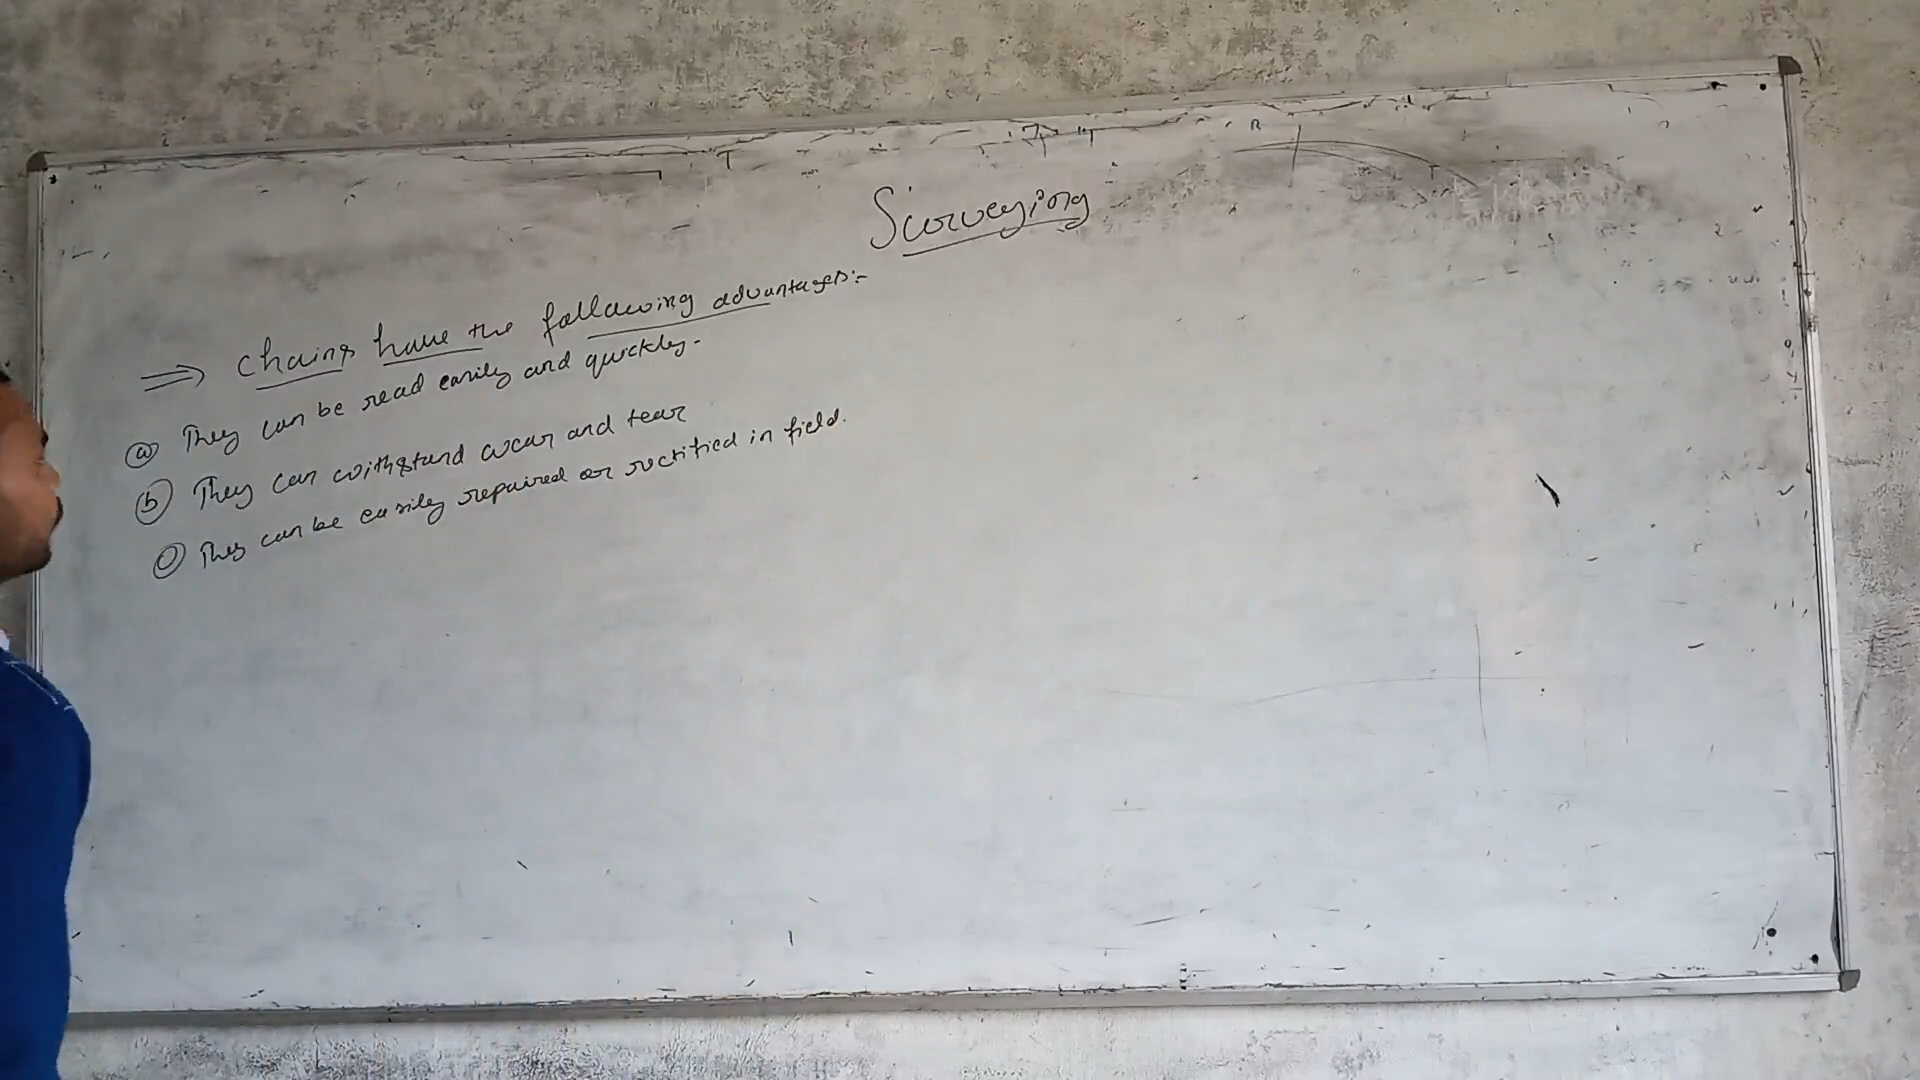 Surveying
⇒ Chains have the following advantages:-
(a) They can be read easily and quickly.
(b) They can withstand wear and tear
(c) They can be easily repaired or rectified in field.